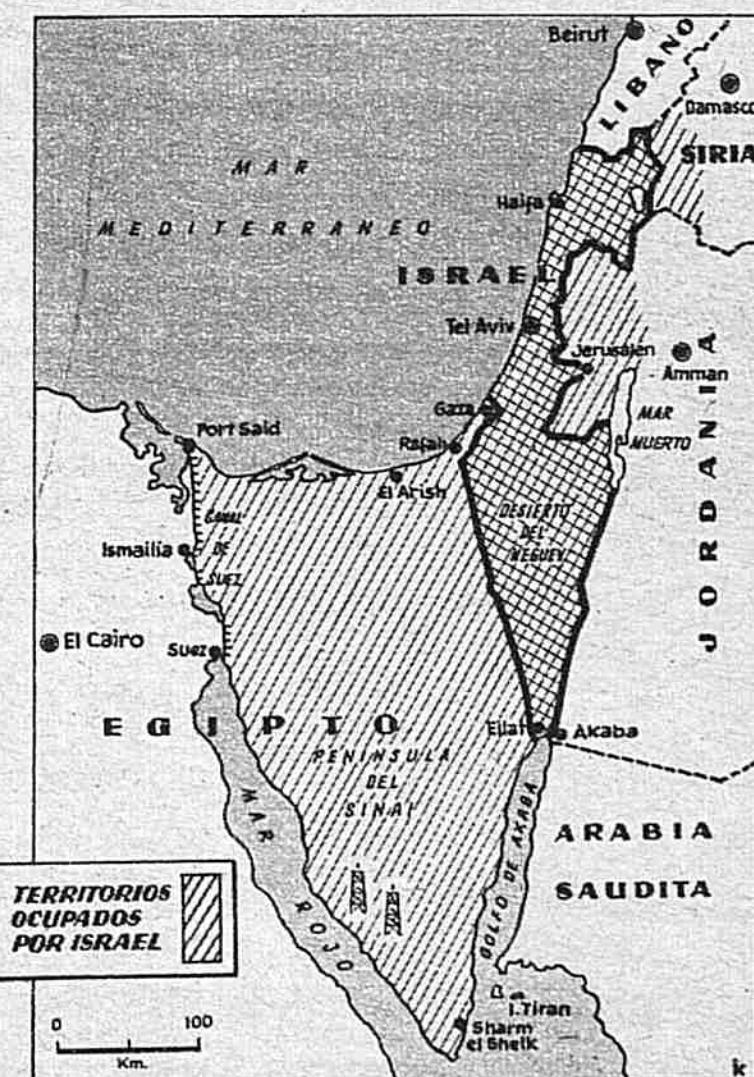 Beirut
LIBANO
Damasco
SIRIA
MAR
MEDITERRANEO
Haifa
ISRAEL
Tel Aviv
Jerusalen
Amman
JORDANIA
Gaza
MAR
MUERTO
Port Said
Rafah
El Arish
DESIERTO
DEL
NEGUEV
CANAL
DE
SUEZ
Ismailía
El Cairo
Suez
EGIPTO
Eilat
Akaba
PENINSULA
DEL
SINAI
MAR
ROJO
GOLFO DE AKABA
ARABIA
SAUDITA
TERRITORIOS
OCUPADOS
POR ISRAEL
I.Tiran
Sharm
el Sheik
0 100
Km.
k